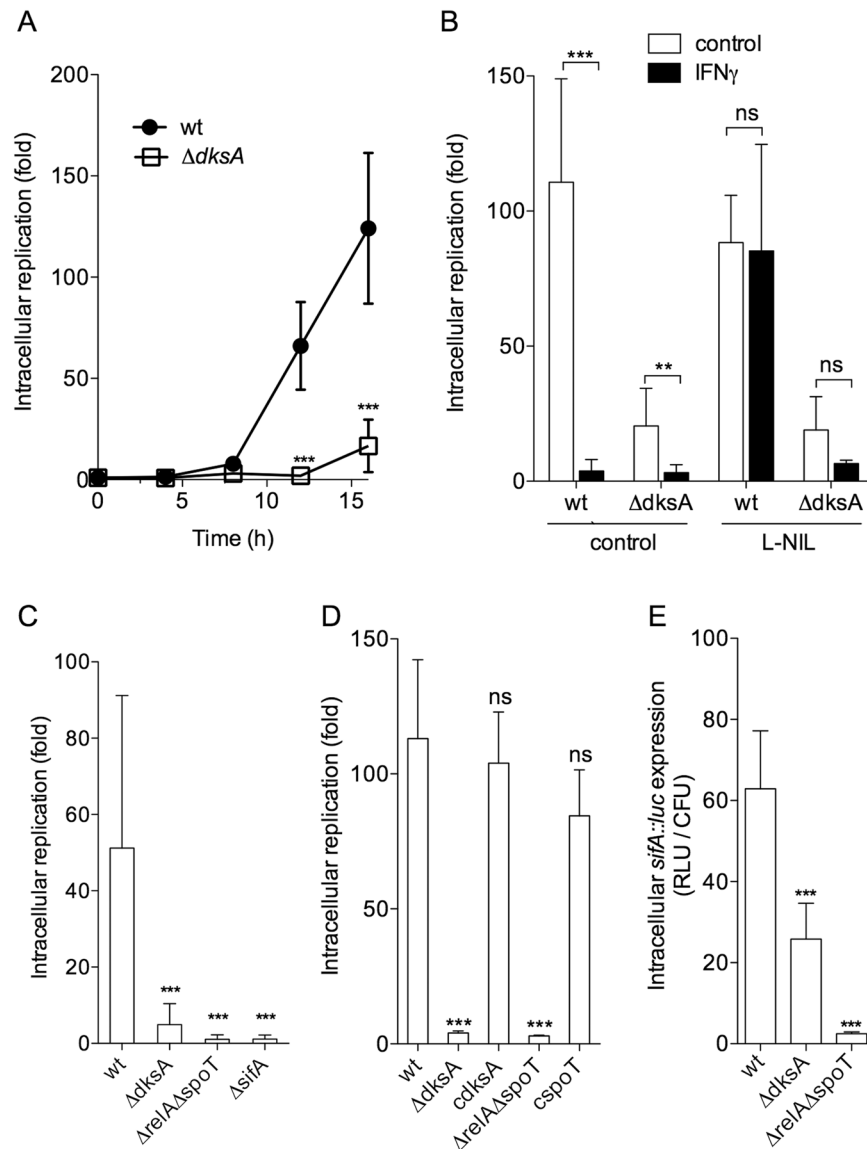 A
Intracellular replication (fold)
200
150
100
50
0
wt
ΔdksA
***
***
0
5
10
15
Time (h)
B
control
IFNγ
Intracellular replication (fold)
150
100
50
0
***
**
ns
ns
wt
ΔdksA
wt
ΔdksA
control
L-NIL
C
Intracellular replication (fold)
100
80
60
40
20
0
***
***
***
wt
ΔdksA
ΔrelAΔspoT
ΔsifA
D
Intracellular replication (fold)
150
100
50
0
***
ns
***
ns
wt
ΔdksA
cdksA
ΔrelAΔspoT
cspoT
E
Intracellular sifA::luc expression
(RLU / CFU)
100
80
60
40
20
0
***
***
wt
ΔdksA
ΔrelAΔspoT